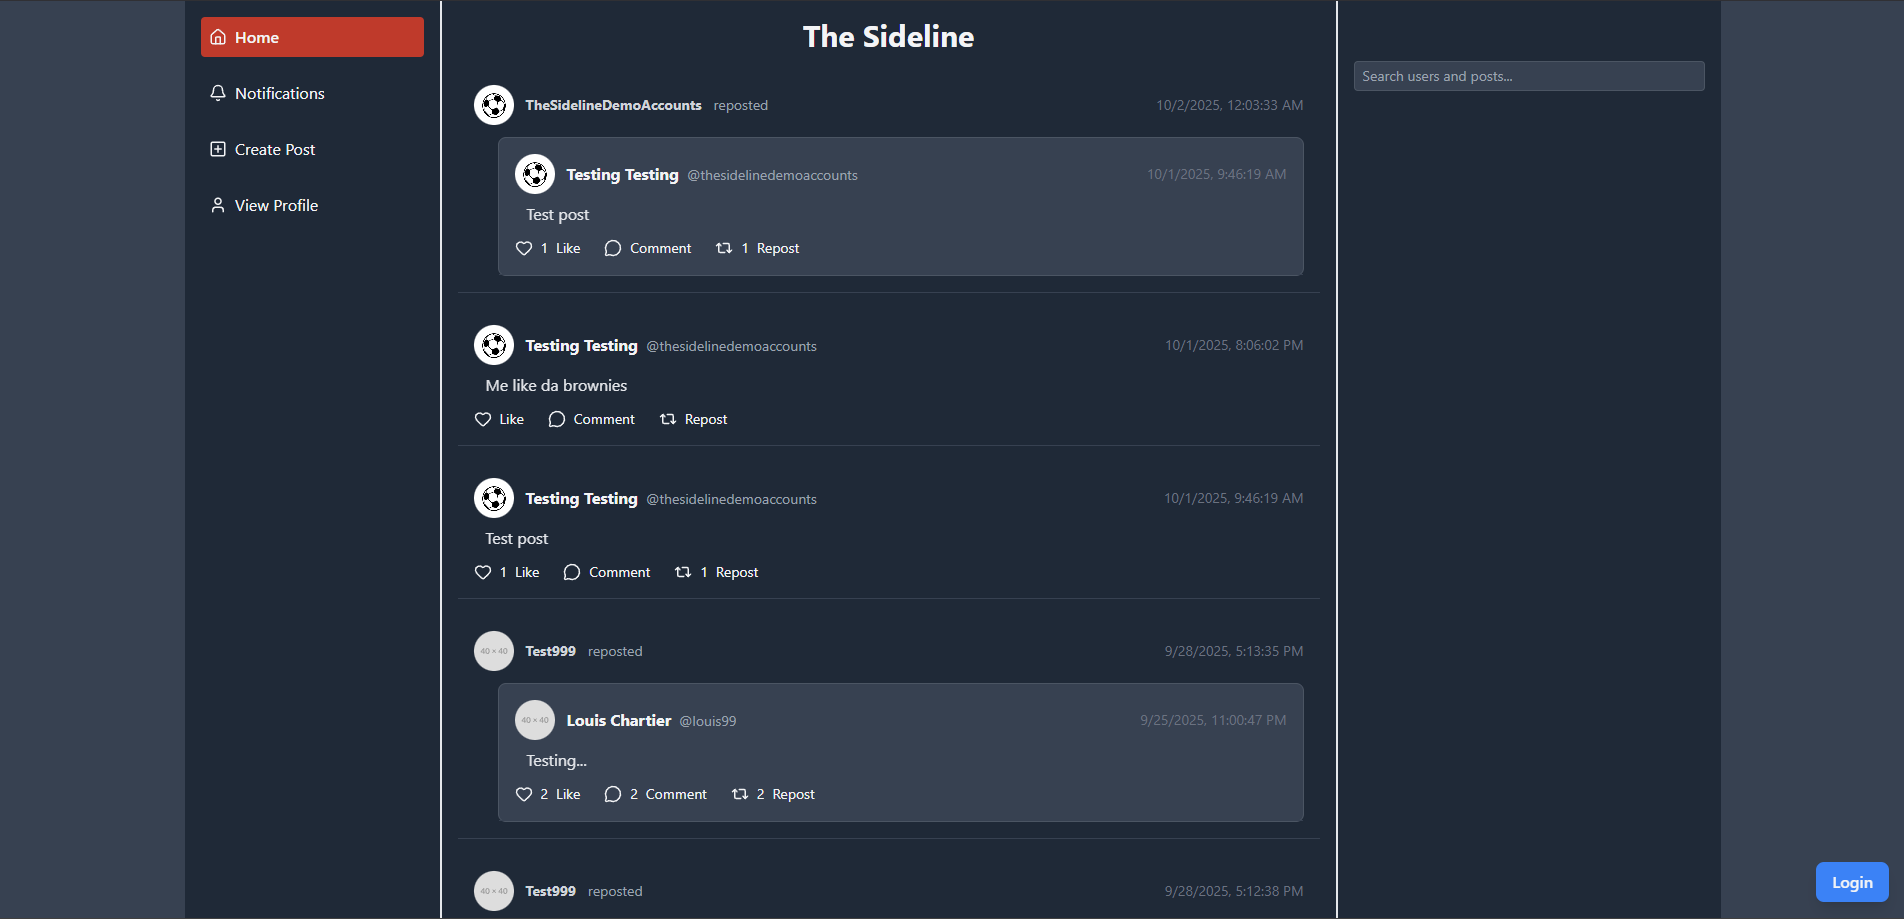 Home
Notifications
Create Post
View Profile
The Sideline
TheSidelineDemoAccounts reposted 10/2/2025, 12:03:33 AM
Testing Testing @thesidelinedemoaccounts 10/1/2025, 9:46:19 AM
Test post
1 Like Comment 1 Repost
Testing Testing @thesidelinedemoaccounts 10/1/2025, 8:06:02 PM
Me like da brownies
Like Comment Repost
Testing Testing @thesidelinedemoaccounts 10/1/2025, 9:46:19 AM
Test post
1 Like Comment 1 Repost
40 × 40 Test999 reposted 9/28/2025, 5:13:35 PM
40 × 40 Louis Chartier @louis99 9/25/2025, 11:00:47 PM
Testing...
2 Like 2 Comment 2 Repost
40 × 40 Test999 reposted 9/28/2025, 5:12:38 PM
Search users and posts...
Login